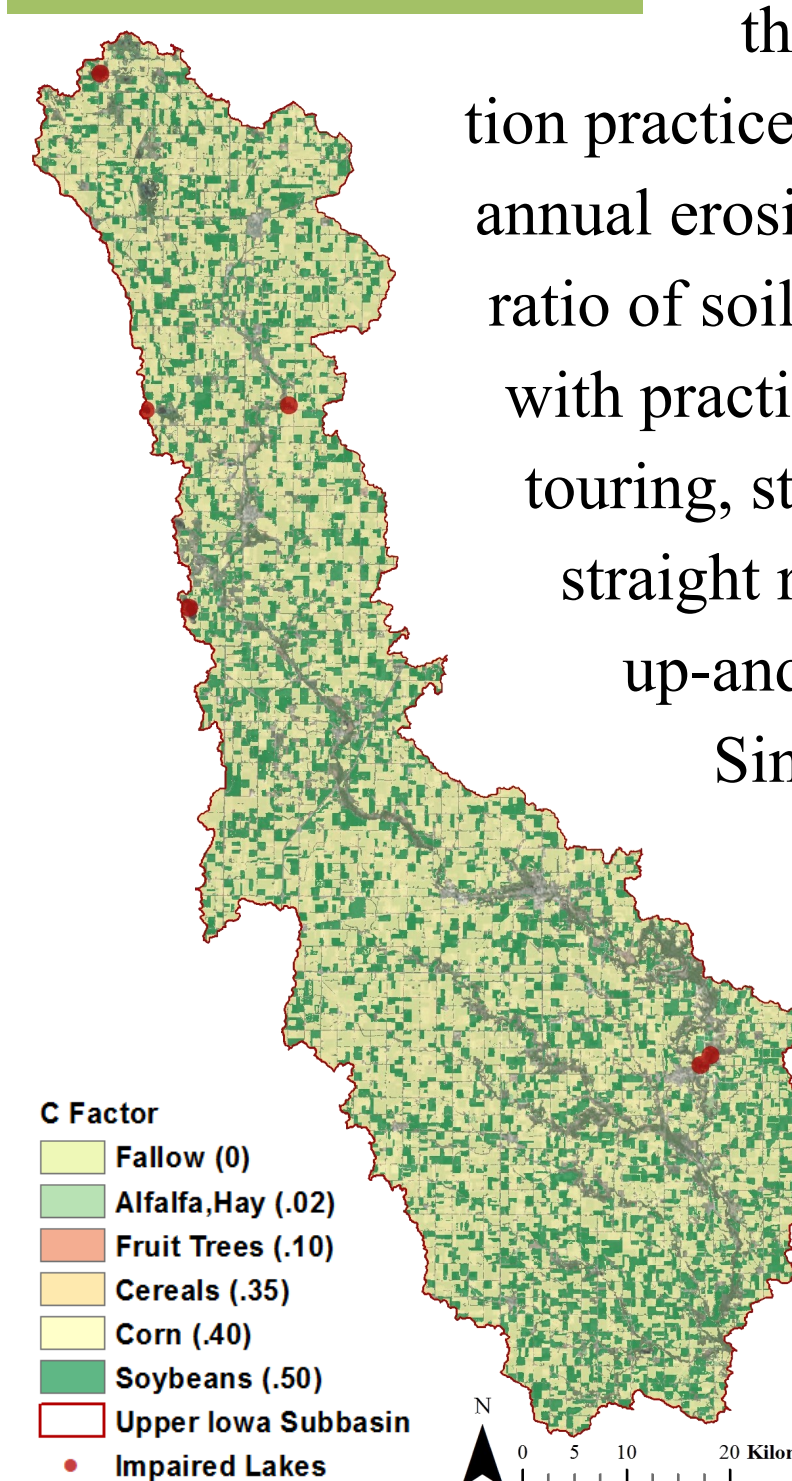 th
tion practice
annual erosi
ratio of soil
with practi
touring, st
straight r
up-and
Sin
C Factor
Fallow (0)
Alfalfa,Hay (.02)
Fruit Trees (.10)
Cereals (.35)
Corn (.40)
Soybeans (.50)
Upper Iowa Subbasin
Impaired Lakes
N
0 5 10 20 Kilon